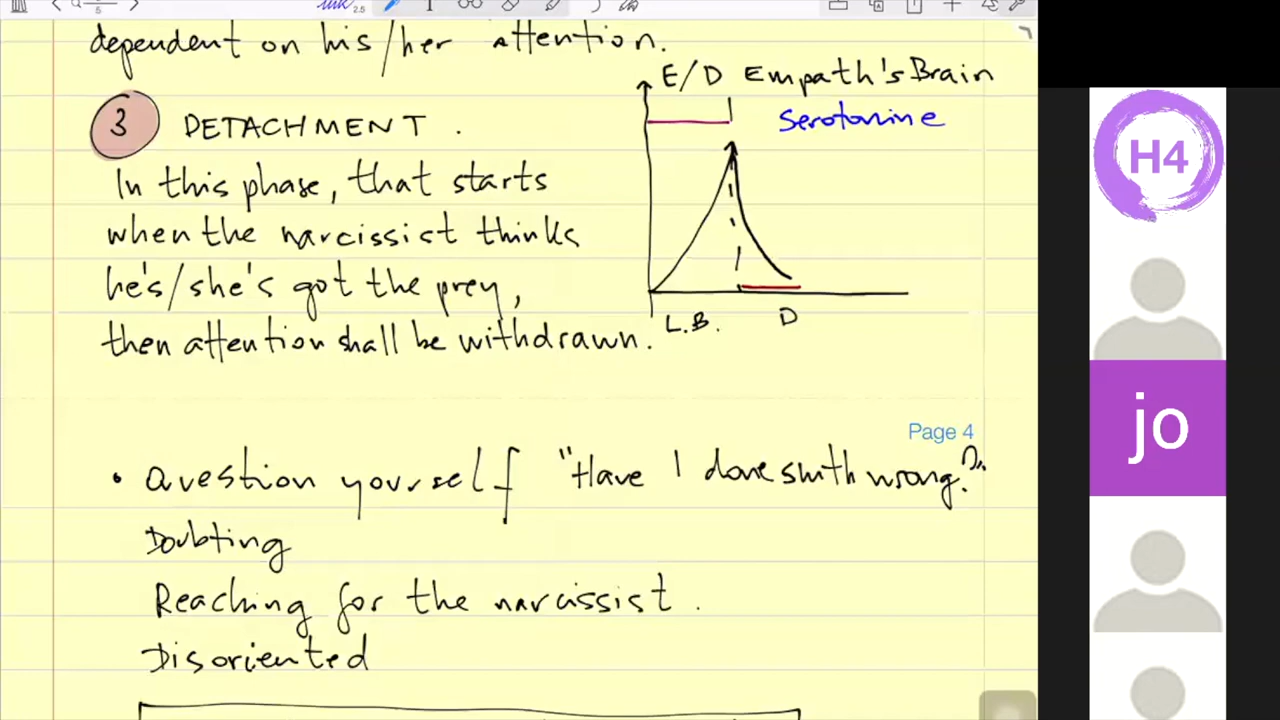 dependent on his/her attention.
3 DETACHMENT.
In this phase, that starts
when the narcissist thinks
he's/she's got the prey,
then attention shall be withdrawn.
E/D Empath's Brain
Serotonine
L.B. D
Page 4
• Question yourself "Have I done smth wrong?"
Doubting
Reaching for the narcissist.
Disoriented
H4
jo